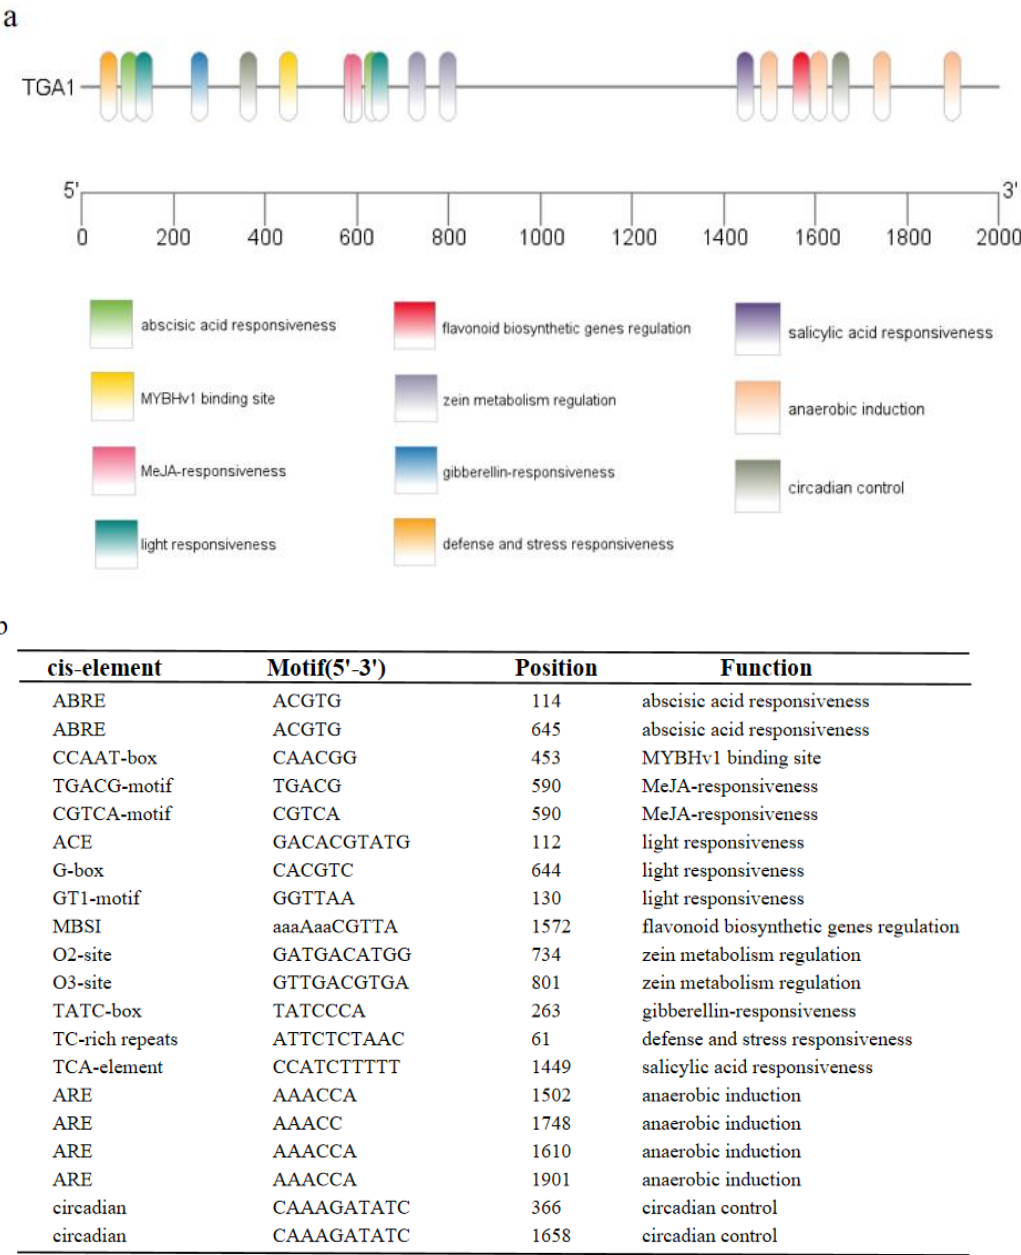 a
TGA1
5' 3'
0 200 400 600 800 1000 1200 1400 1600 1800 2000
abscisic acid responsiveness
MYBHv1 binding site
MeJA-responsiveness
light responsiveness
flavonoid biosynthetic genes regulation
zein metabolism regulation
gibberellin-responsiveness
defense and stress responsiveness
salicylic acid responsiveness
anaerobic induction
circadian control
b
cis-element Motif(5'-3') Position Function
ABRE ACGTG 114 abscisic acid responsiveness
ABRE ACGTG 645 abscisic acid responsiveness
CCAAT-box CAACGG 453 MYBHv1 binding site
TGACG-motif TGACG 590 MeJA-responsiveness
CGTCA-motif CGTCA 590 MeJA-responsiveness
ACE GACACGTATG 112 light responsiveness
G-box CACGTC 644 light responsiveness
GT1-motif GGTTAA 130 light responsiveness
MBSI aaaAaaCGTTA 1572 flavonoid biosynthetic genes regulation
O2-site GATGACATGG 734 zein metabolism regulation
O3-site GTTGACGTGA 801 zein metabolism regulation
TATC-box TATCCCA 263 gibberellin-responsiveness
TC-rich repeats ATTCTCTAAC 61 defense and stress responsiveness
TCA-element CCATCTTTTT 1449 salicylic acid responsiveness
ARE AAACCA 1502 anaerobic induction
ARE AAACC 1748 anaerobic induction
ARE AAACCA 1610 anaerobic induction
ARE AAACCA 1901 anaerobic induction
circadian CAAAGATATC 366 circadian control
circadian CAAAGATATC 1658 circadian control